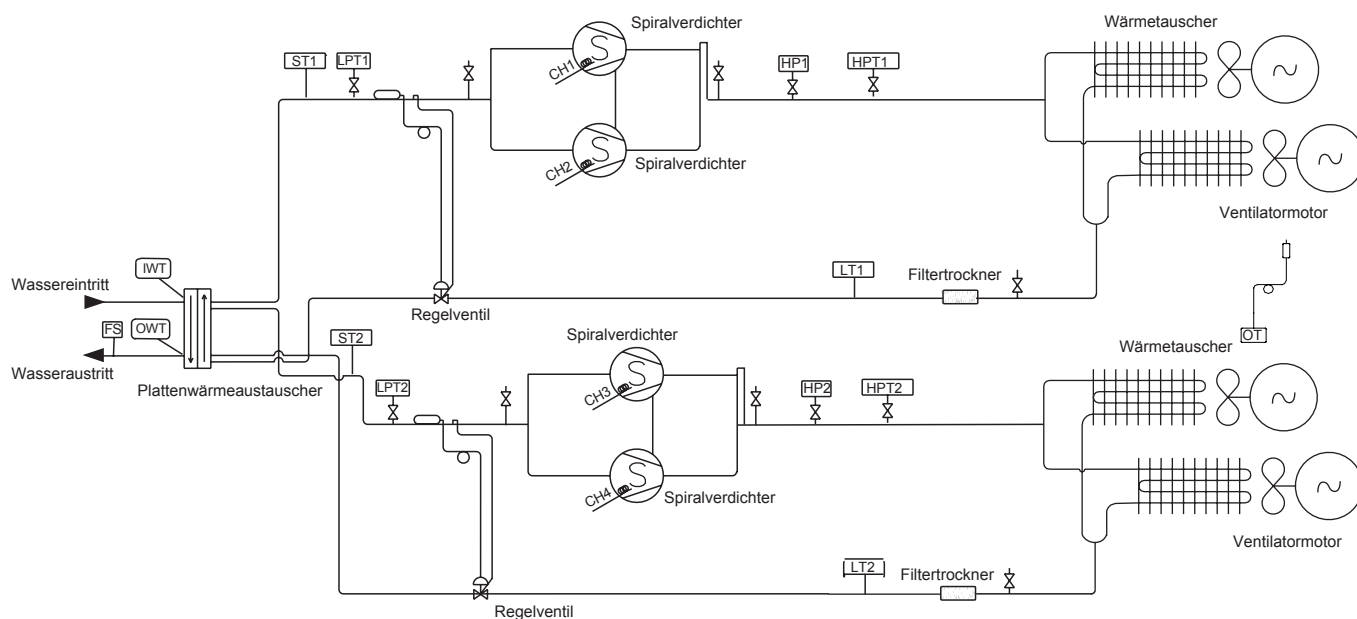 Spiralverdichter
Wärmetauscher
ST1
LPT1
CH1
HP1
HPT1
CH2
Spiralverdichter
Ventilatormotor
IWT
Wassereintritt
LT1
Filtertrockner
Regelventil
FS
OWT
Wasseraustritt
Plattenwärmeaustauscher
ST2
Spiralverdichter
OT
Wärmetauscher
LPT2
CH3
HP2
HPT2
CH4
Spiralverdichter
Ventilatormotor
LT2
Filtertrockner
Regelventil